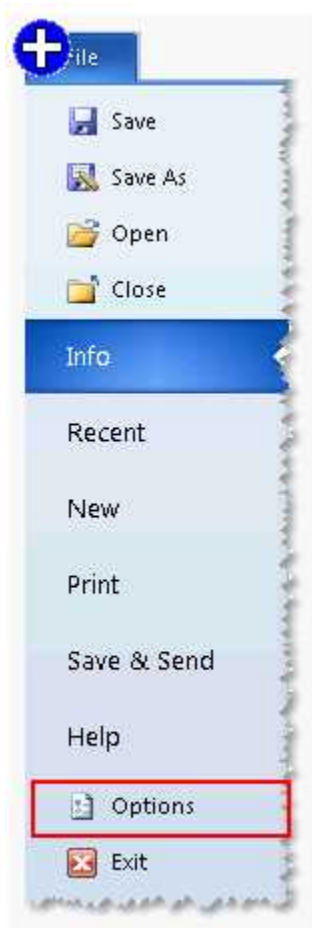 File
Save
Save As
Open
Close
Info
Recent
New
Print
Save & Send
Help
Options
Exit